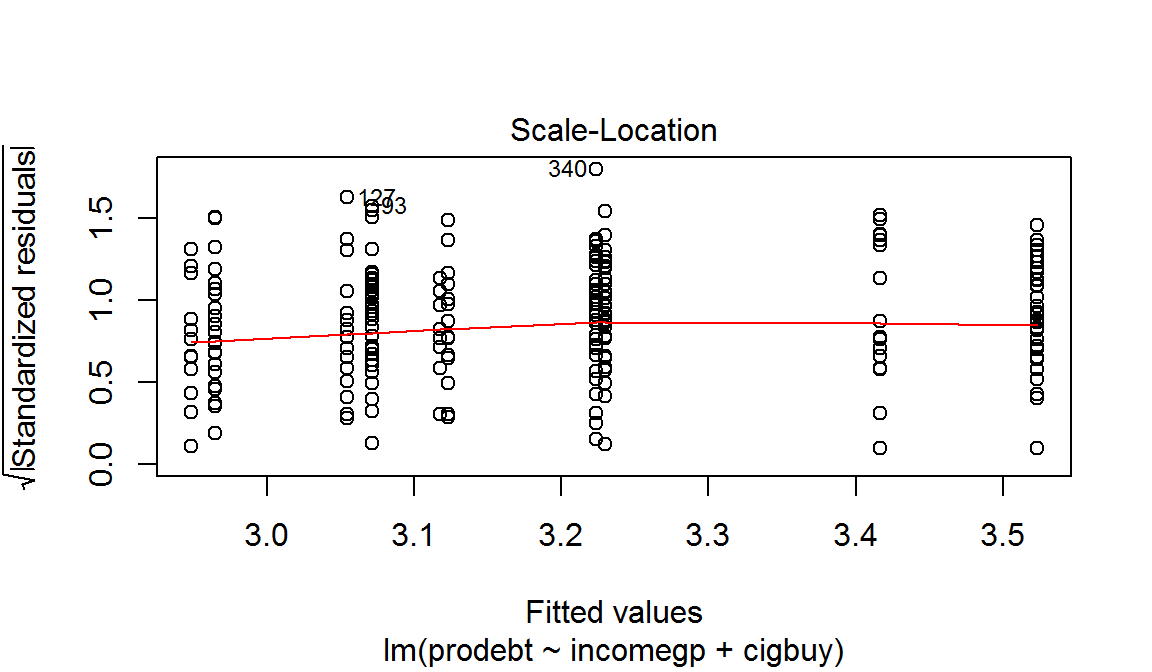 Scale-Location
√|Standardized residuals|
0.0 0.5 1.0 1.5
340
127
93
3.0 3.1 3.2 3.3 3.4 3.5
Fitted values
lm(prodebt ~ incomegp + cigbuy)